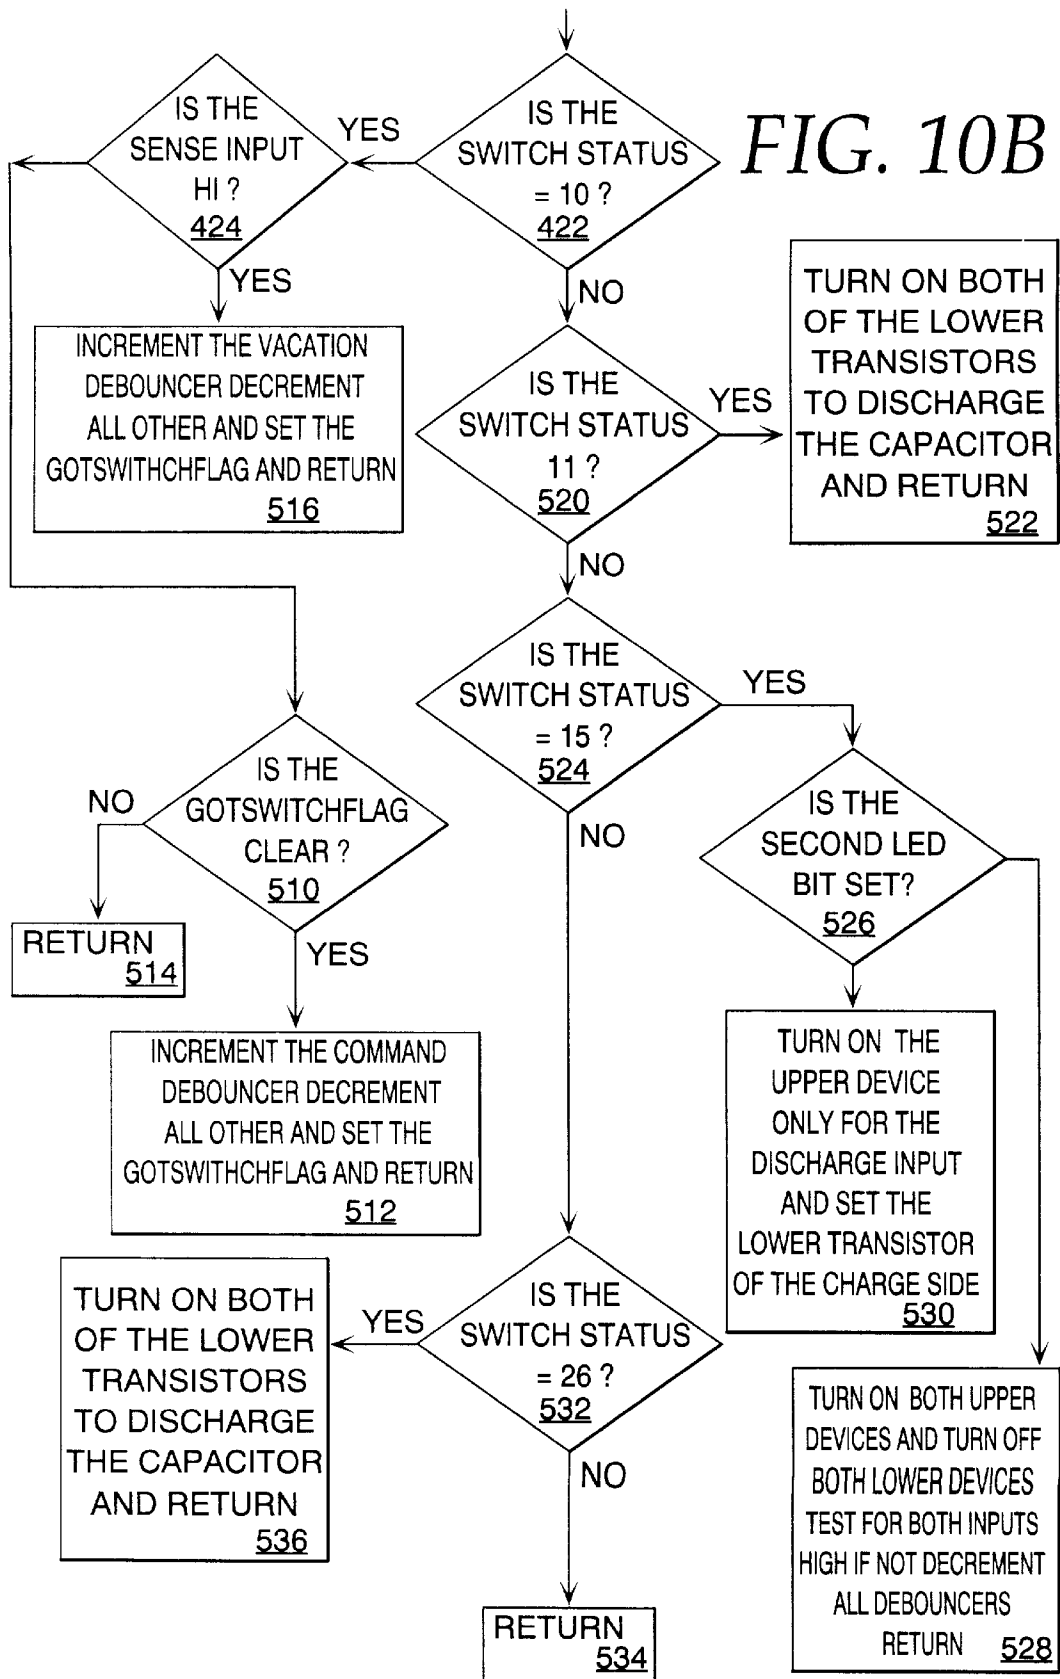 FIG. 10B
IS THE
SENSE INPUT
HI ?
424
YES
IS THE
SWITCH STATUS
= 10 ?
422
YES
NO
INCREMENT THE VACATION
DEBOUNCER DECREMENT
ALL OTHER AND SET THE
GOTSWITHCHFLAG AND RETURN
516
IS THE
SWITCH STATUS
11 ?
520
YES
TURN ON BOTH
OF THE LOWER
TRANSISTORS
TO DISCHARGE
THE CAPACITOR
AND RETURN
522
NO
IS THE
SWITCH STATUS
= 15 ?
524
YES
NO
IS THE
GOTSWITCHFLAG
CLEAR ?
510
NO
YES
RETURN
514
IS THE
SECOND LED
BIT SET?
526
INCREMENT THE COMMAND
DEBOUNCER DECREMENT
ALL OTHER AND SET THE
GOTSWITHCHFLAG AND RETURN
512
TURN ON THE
UPPER DEVICE
ONLY FOR THE
DISCHARGE INPUT
AND SET THE
LOWER TRANSISTOR
OF THE CHARGE SIDE
530
TURN ON BOTH
OF THE LOWER
TRANSISTORS
TO DISCHARGE
THE CAPACITOR
AND RETURN
536
YES
IS THE
SWITCH STATUS
= 26 ?
532
NO
TURN ON BOTH UPPER
DEVICES AND TURN OFF
BOTH LOWER DEVICES
TEST FOR BOTH INPUTS
HIGH IF NOT DECREMENT
ALL DEBOUNCERS
RETURN 528
RETURN
534